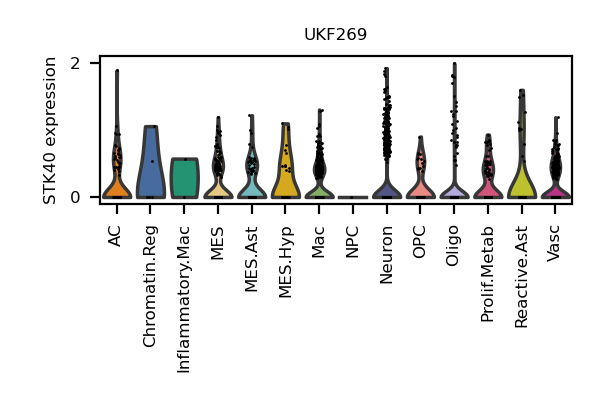 UKF269
STK40 expression
2
0
AC
Chromatin.Reg
Inflammatory.Mac
MES
MES.Ast
MES.Hyp
Mac
NPC
Neuron
OPC
Oligo
Prolif.Metab
Reactive.Ast
Vasc